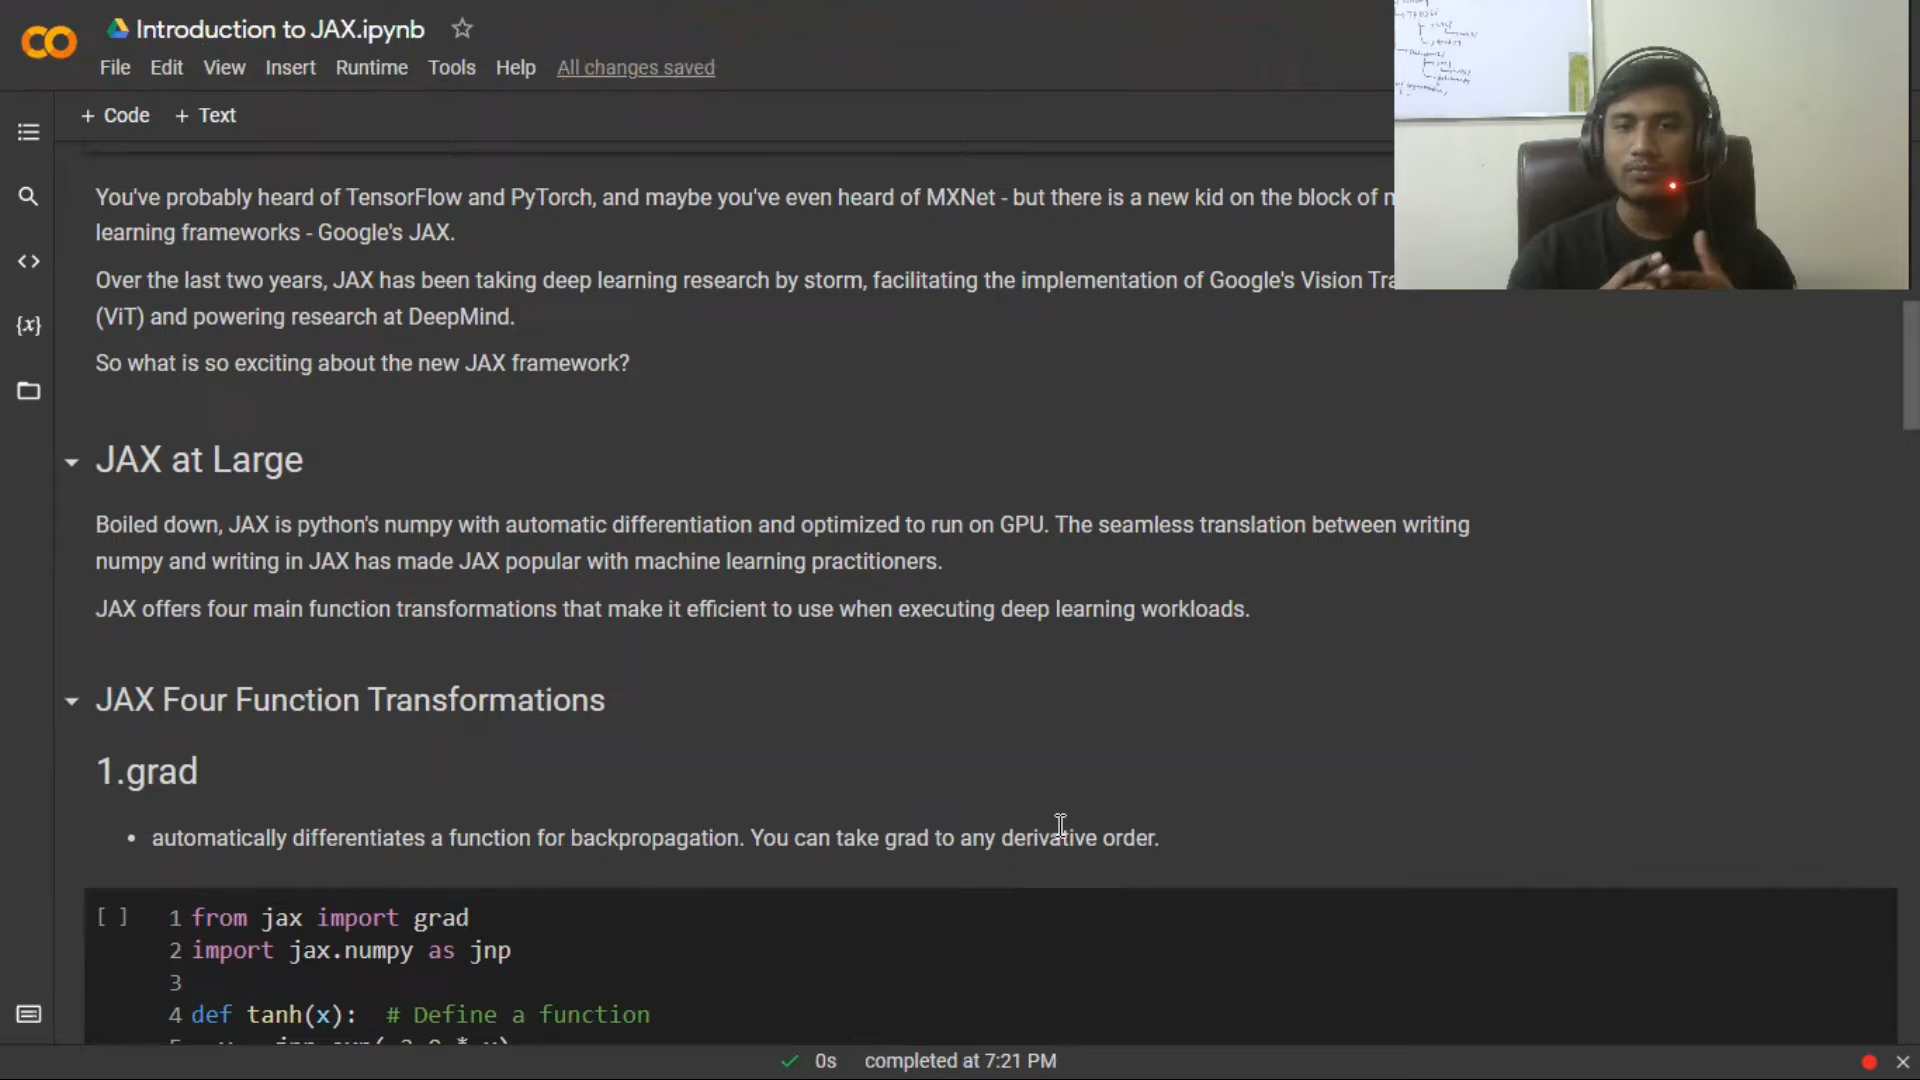 Introduction to JAX.ipynb
File Edit View Insert Runtime Tools Help All changes saved
+ Code + Text
You've probably heard of TensorFlow and PyTorch, and maybe you've even heard of MXNet - but there is a new kid on the block of
learning frameworks - Google's JAX.
Over the last two years, JAX has been taking deep learning research by storm, facilitating the implementation of Google's Vision
(ViT) and powering research at DeepMind.
So what is so exciting about the new JAX framework?
JAX at Large
Boiled down, JAX is python's numpy with automatic differentiation and optimized to run on GPU. The seamless translation between writing
numpy and writing in JAX has made JAX popular with machine learning practitioners.
JAX offers four main function transformations that make it efficient to use when executing deep learning workloads.
JAX Four Function Transformations
1.grad
• automatically differentiates a function for backpropagation. You can take grad to any derivative order.
[ ] 1 from jax import grad
2 import jax.numpy as jnp
3
4 def tanh(x): # Define a function
0s completed at 7:21 PM